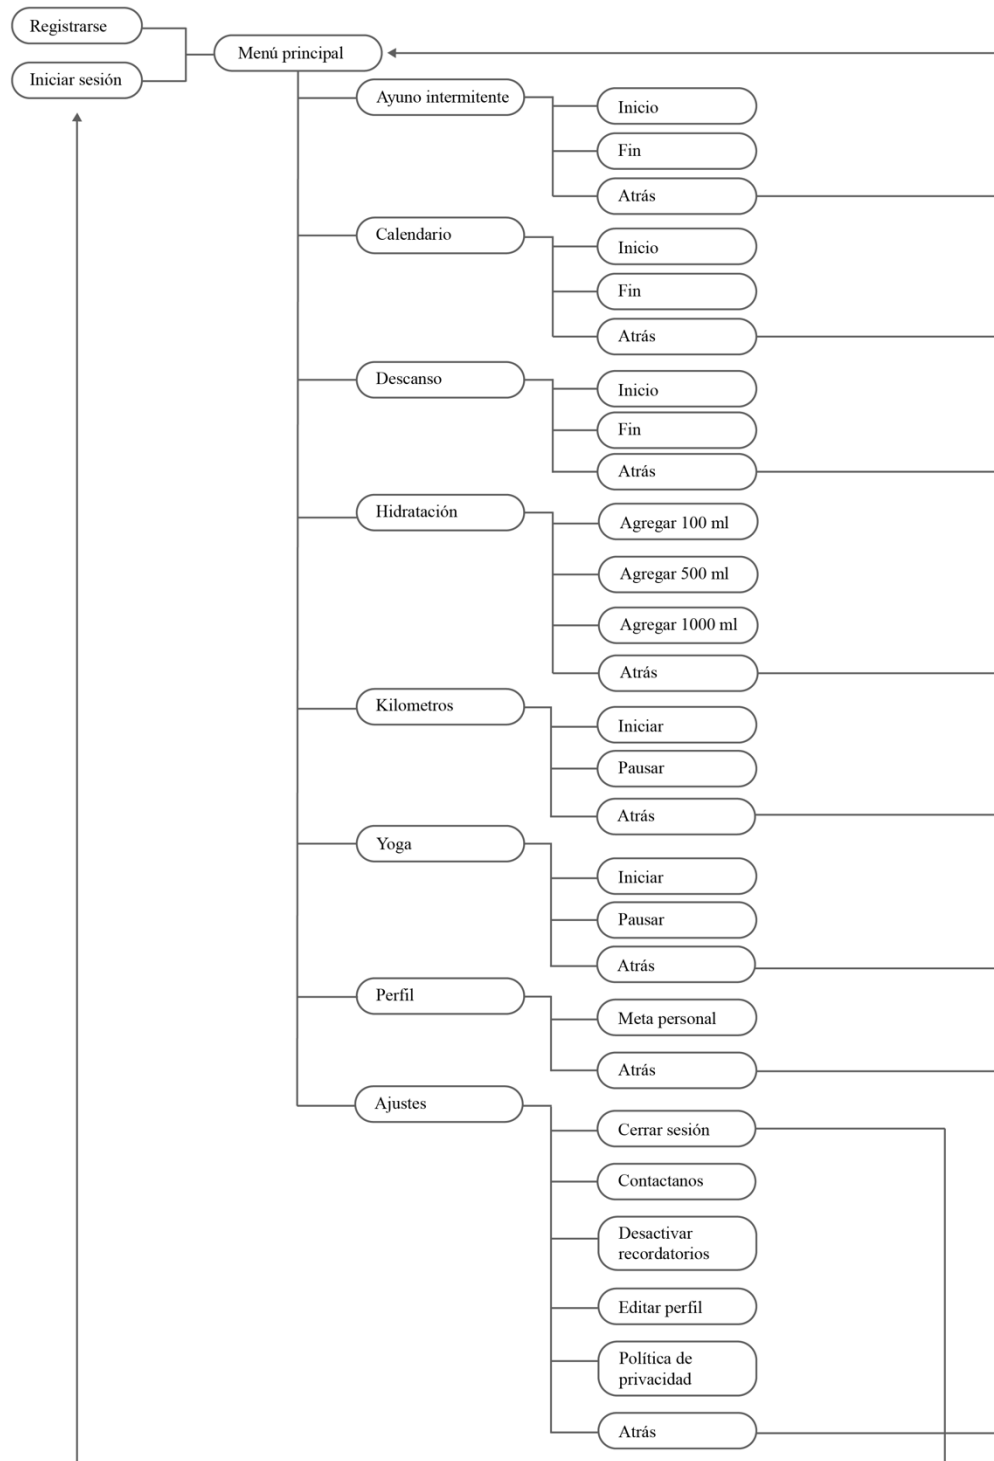 Registrarse
Iniciar sesión
Menú principal
Ayuno intermitente
Inicio
Fin
Atrás
Calendario
Inicio
Fin
Atrás
Descanso
Inicio
Fin
Atrás
Hidratación
Agregar 100 ml
Agregar 500 ml
Agregar 1000 ml
Atrás
Kilometros
Iniciar
Pausar
Atrás
Yoga
Iniciar
Pausar
Atrás
Perfil
Meta personal
Atrás
Ajustes
Cerrar sesión
Contactanos
Desactivar
recordatorios
Editar perfil
Política de
privacidad
Atrás